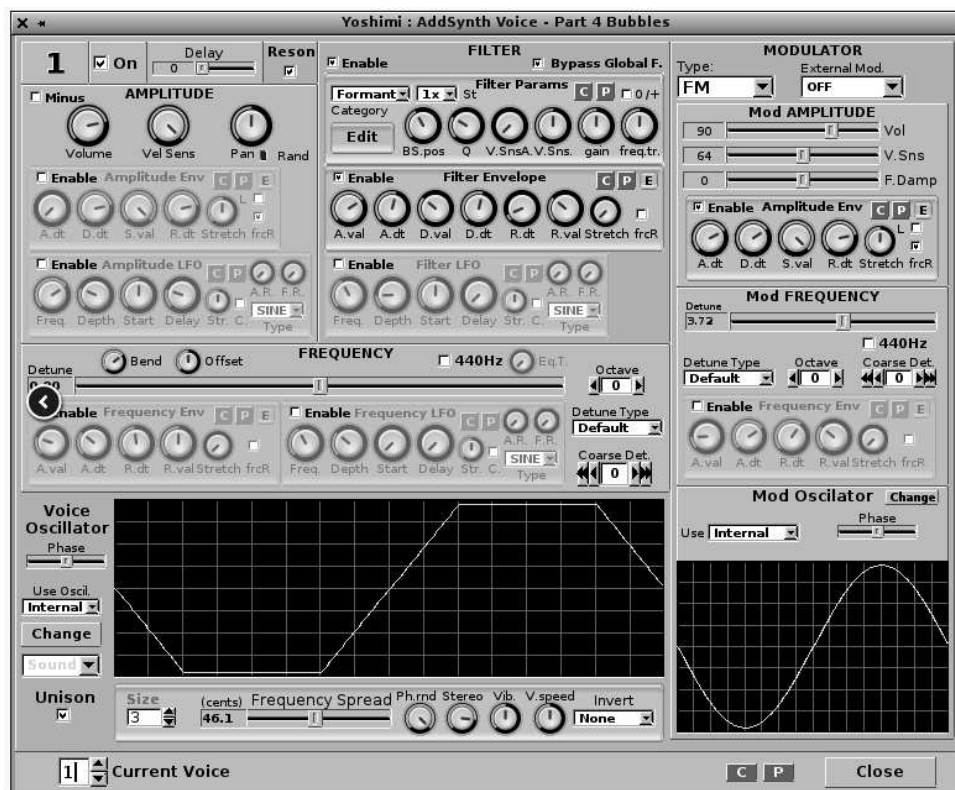 Yoshimi : AddSynth Voice - Part 4 Bubbles
1 On Delay 0 Reson
Minus AMPLITUDE
Volume Vel Sens Pan Rand
Enable Amplitude Env C P E
L
A.dt D.dt S.val R.dt Stretch frcR
Enable Amplitude LFO C P
A.R. F.R.
SINE
Freq. Depth Start Delay Str. C. Type
FILTER
Enable Bypass Global F.
Formant 1x St Filter Params C P 0/+
Category
Edit
BS.pos Q V.SnsA. V.Sns. gain freq.tr.
Enable Filter Envelope C P E
A.val A.dt D.val D.dt R.dt R.val Stretch frcR
Enable Filter LFO C P
A.R. F.R.
SINE
Freq. Depth Start Delay Str. C. Type
MODULATOR
Type: External Mod.
FM OFF
Mod AMPLITUDE
90 Vol
64 V.Sns
0 F.Damp
Enable Amplitude Env C P E
L
A.dt D.dt S.val R.dt Stretch frcR
Mod FREQUENCY
Detune
3.72
440Hz
Detune Type Octave Coarse Det.
Default 0 0
Enable Frequency Env C P E
A.val A.dt R.dt R.val Stretch frcR
Mod Oscilator Change
Phase
Use Internal
FREQUENCY
Bend Offset 440Hz Eq.T.
Detune Octave
0
Enable Frequency Env C P E
A.val A.dt R.dt R.val Stretch frcR
Enable Frequency LFO C P
A.R. F.R.
SINE
Freq. Depth Start Delay Str. C. Type
Detune Type
Default
Coarse Det.
0
Voice
Oscillator
Phase
Use Oscil.
Internal
Change
Sound
Unison
Size
3
(cents) Frequency Spread Ph.rnd Stereo Vib. V.speed Invert
46.1 None
1 Current Voice C P Close